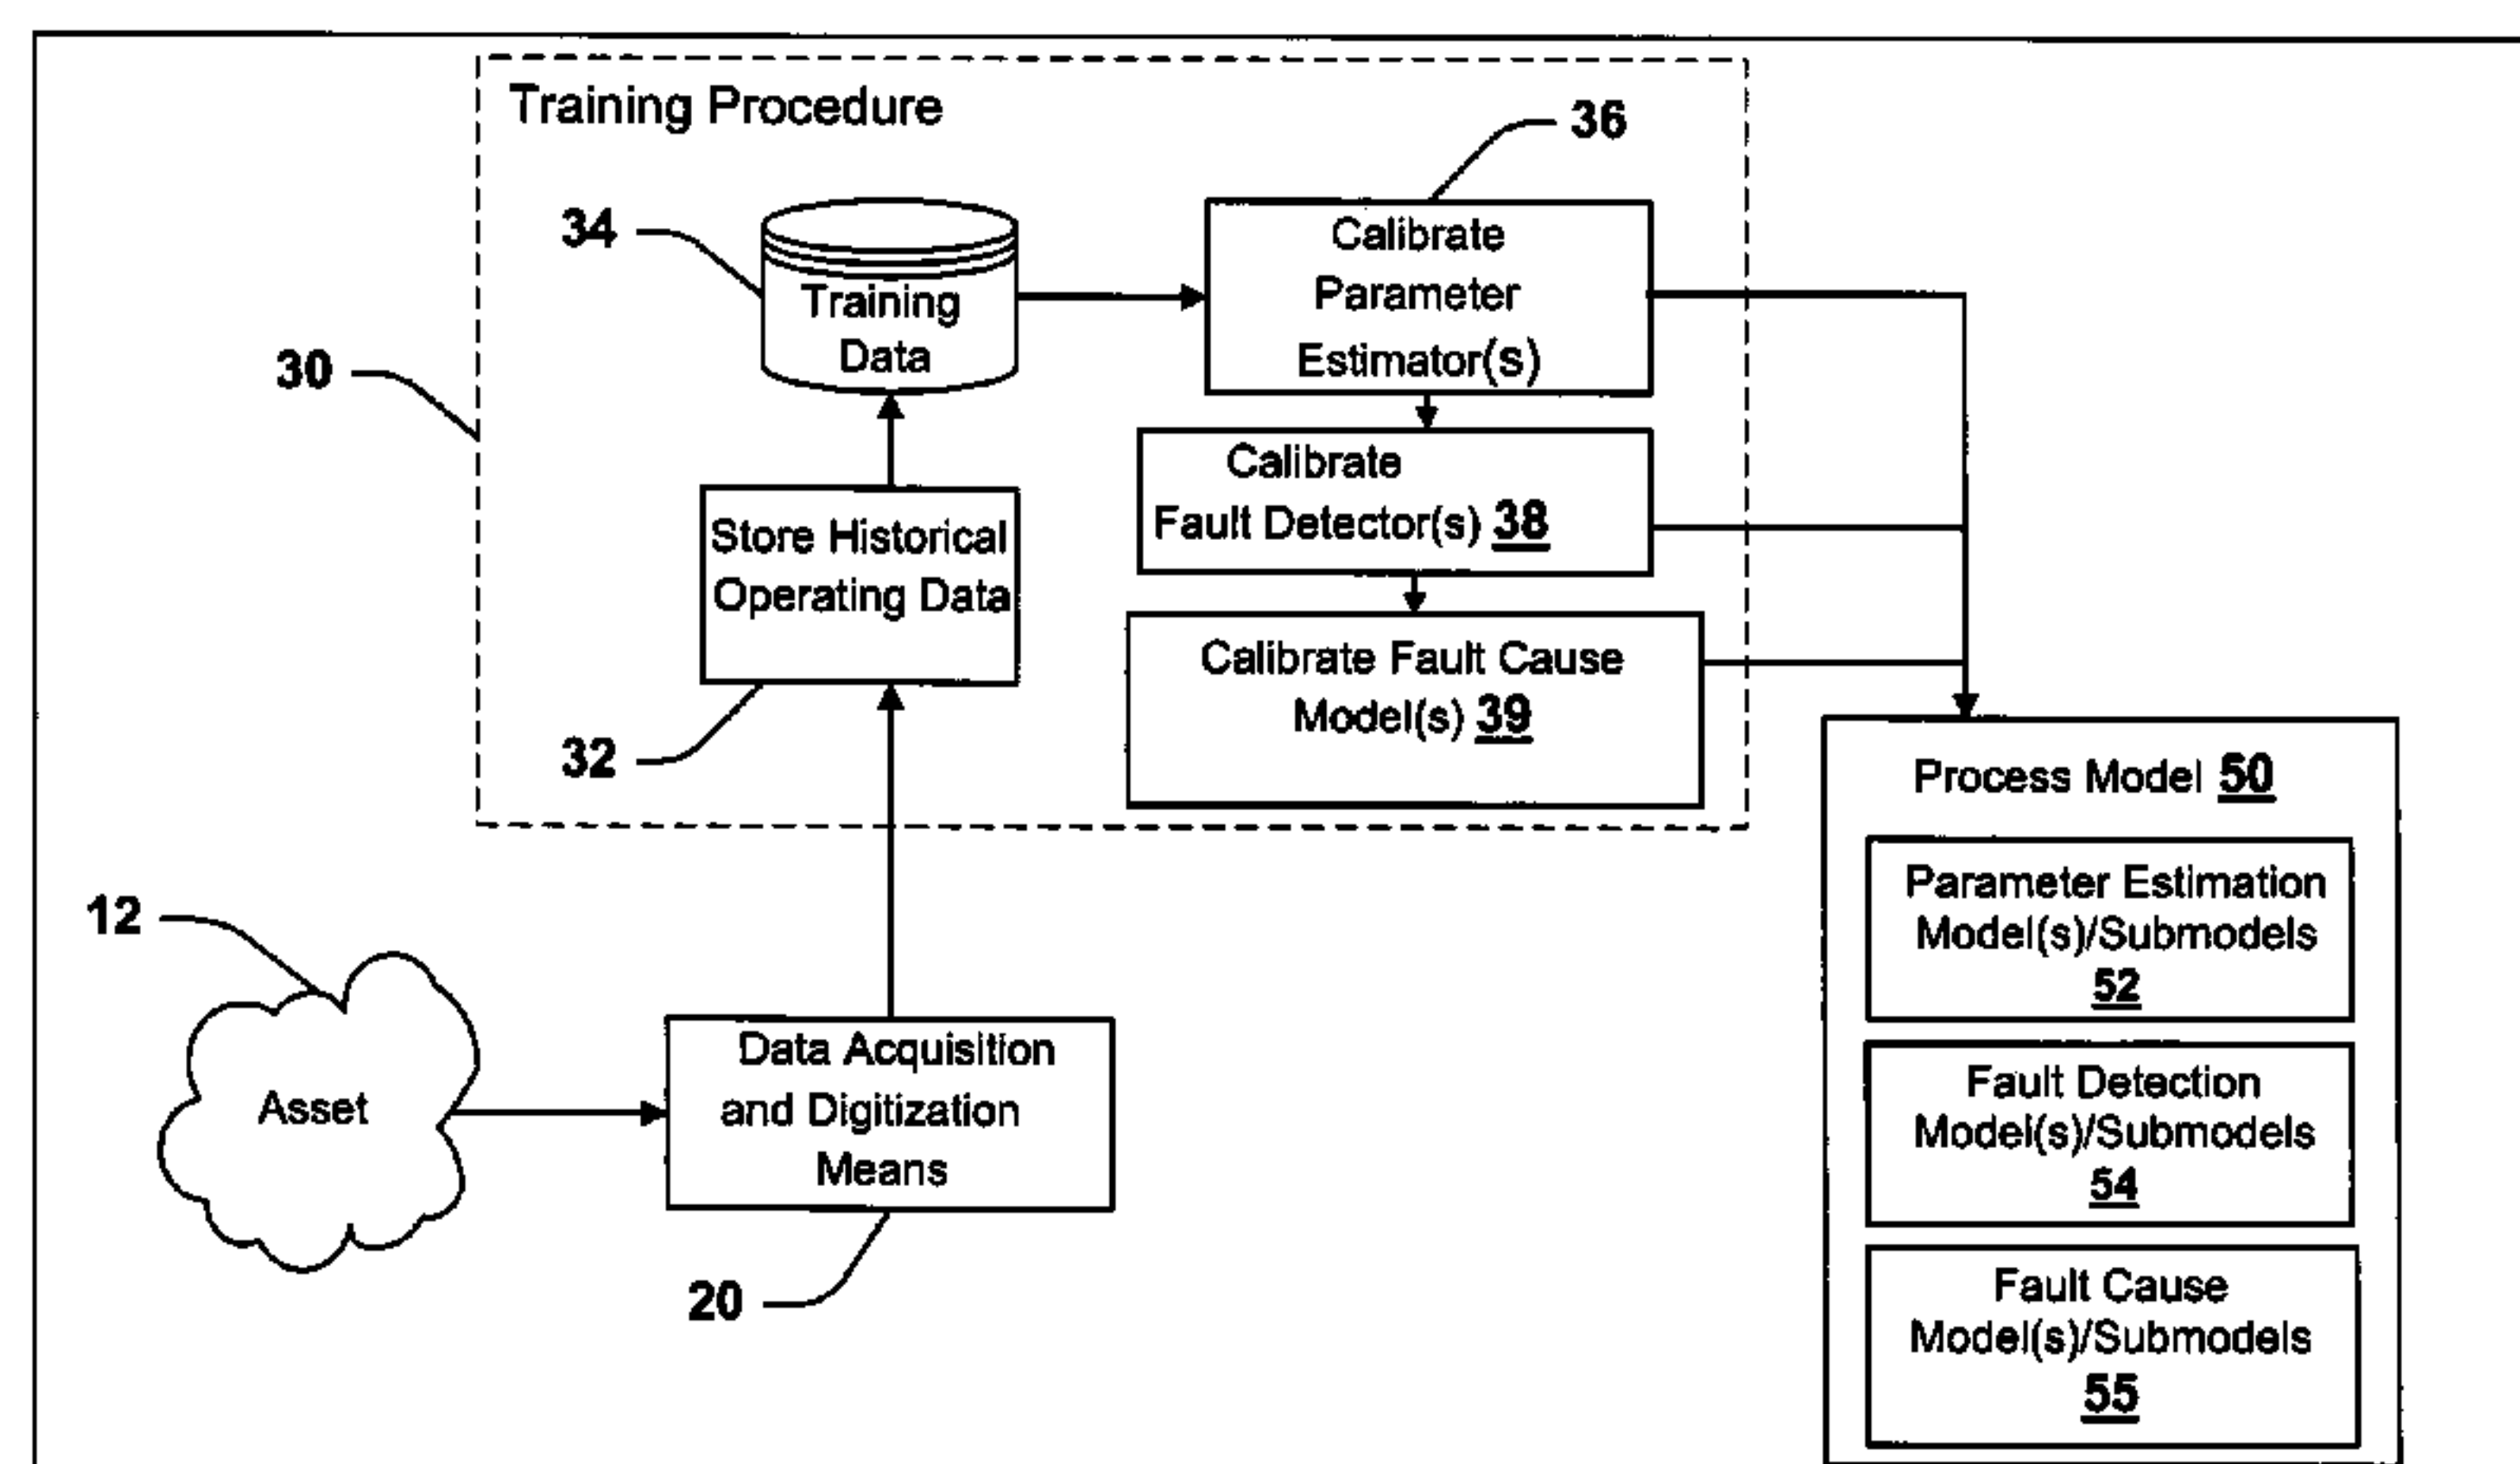 Training Procedure
36
34
Calibrate
Parameter
Estimator(s)
Training
Data
30
Calibrate
Fault Detector(s) 38
Store Historical
Operating Data
Calibrate Fault Cause
Model(s) 39
32
Process Model 50
Parameter Estimation
Model(s)/Submodels
52
12
Asset
Data Acquisition
and Digitization
Means
20
Fault Detection
Model(s)/Submodels
54
Fault Cause
Model(s)/Submodels
55